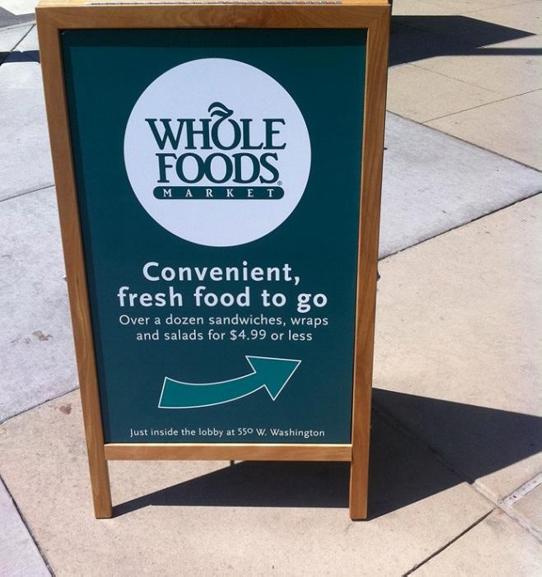 WHOLE
FOODS
MARKET
Convenient,
fresh food to go
Over a dozen sandwiches, wraps
and salads for $4.99 or less
Just inside the lobby at 550 W. Washington